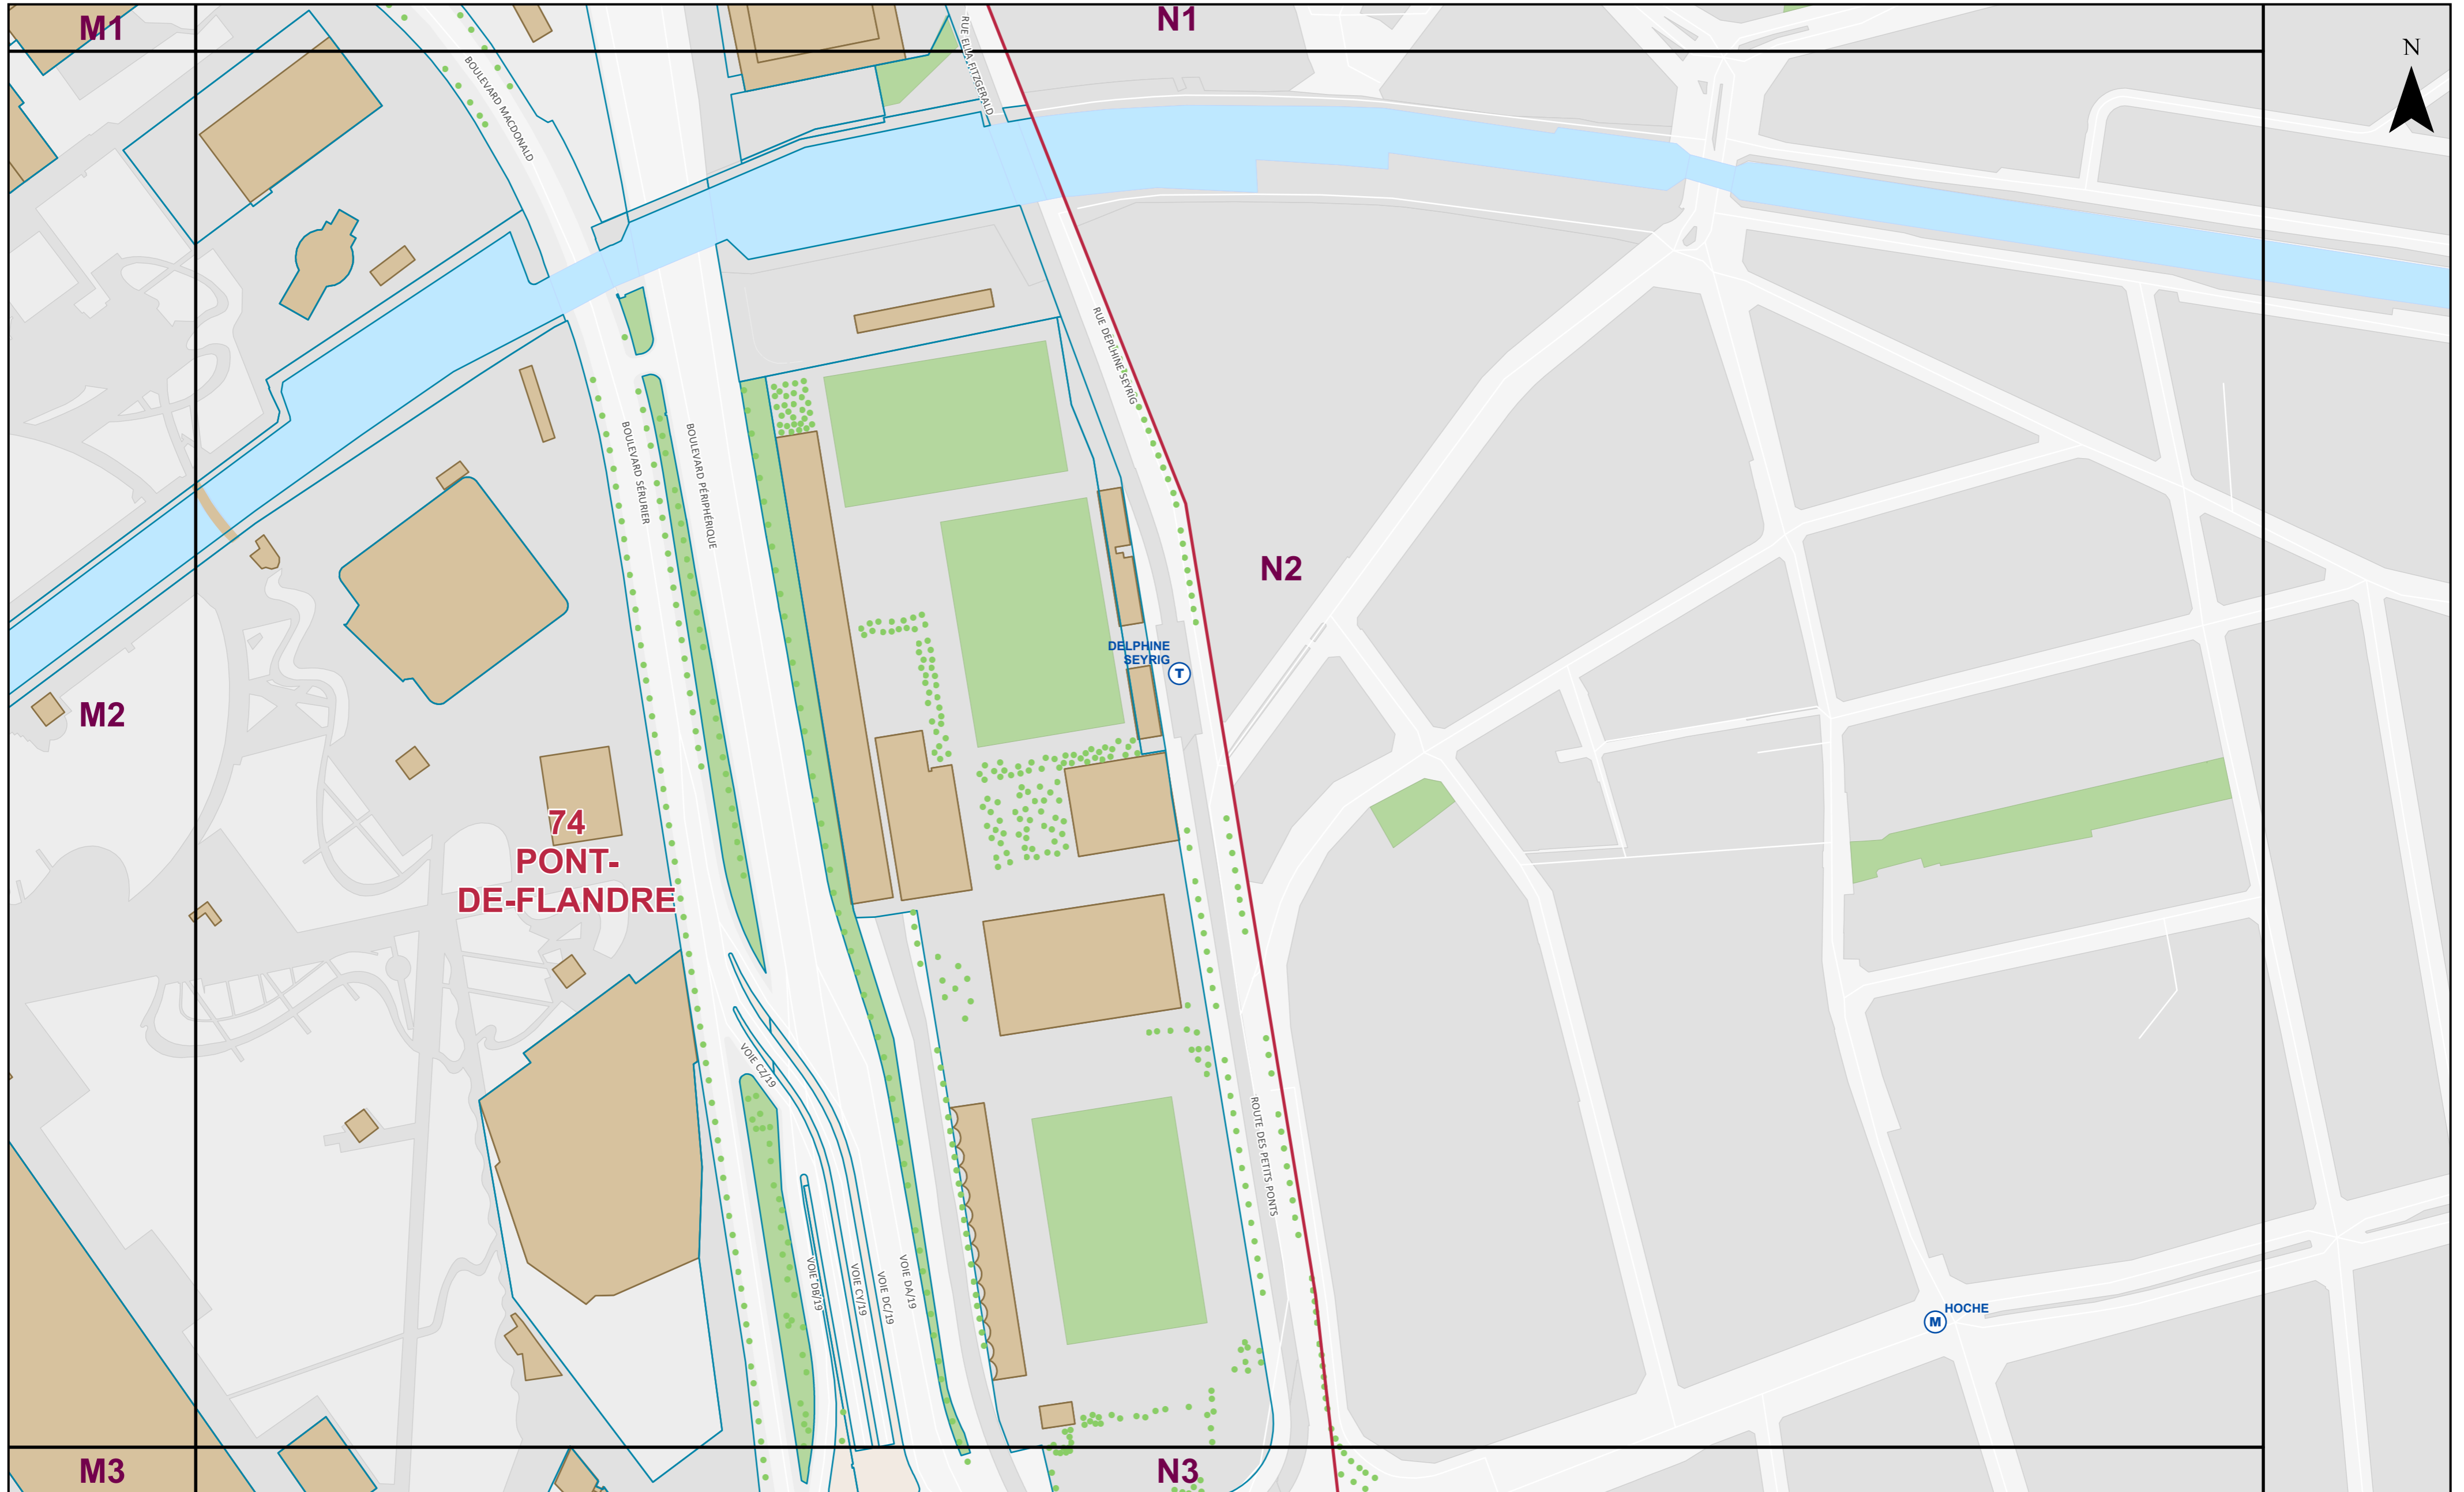 M1
N1
N
RUE ELLA FITZGERALD
BOULEVARD MACDONALD
RUE DEPLHINE SEYRIG
BOULEVARD SÉRURIER
BOULEVARD PÉRIPHÉRIQUE
N2
DELPHINE
SEYRIG
T
M2
74
PONT-
DE-FLANDRE
VOIE CZ/19
ROUTE DES PETITS PONTS
VOIE DB/19
VOIE CY/19
VOIE DC/19
VOIE DA/19
HOCHE
M
M3
N3